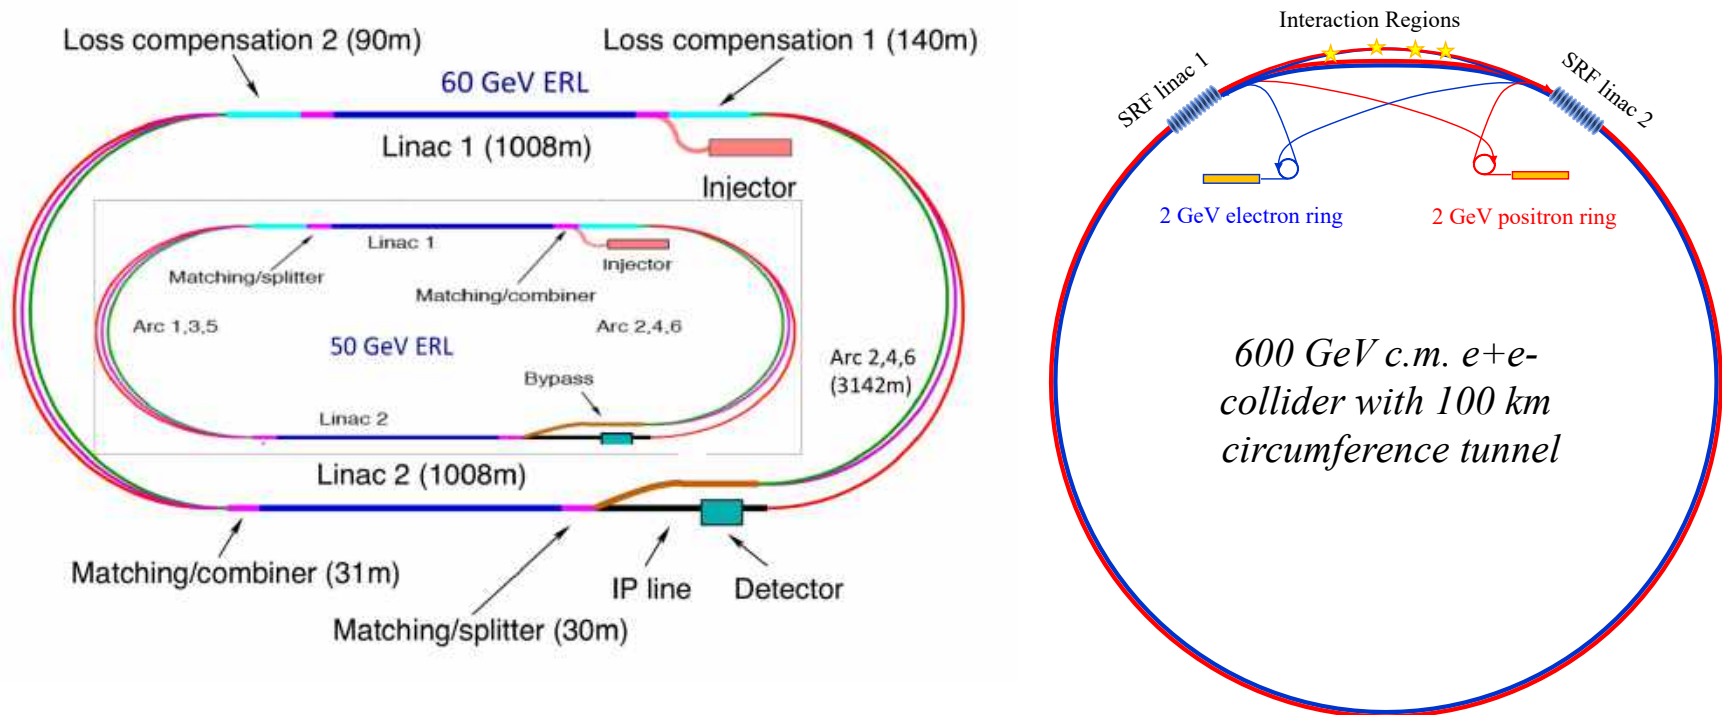 Loss compensation 2 (90m)
Loss compensation 1 (140m)
60 GeV ERL
Linac 1 (1008m)
Injector
Linac 1
Injector
Matching/splitter
Matching/combiner
Arc 1,3,5
Arc 2,4,6
50 GeV ERL
Bypass
Arc 2,4,6
(3142m)
Linac 2
Linac 2 (1008m)
Matching/combiner (31m)
IP line
Detector
Matching/splitter (30m)
Interaction Regions
SRF linac 1
SRF linac 2
2 GeV electron ring
2 GeV positron ring
600 GeV c.m. e+e-
collider with 100 km
circumference tunnel